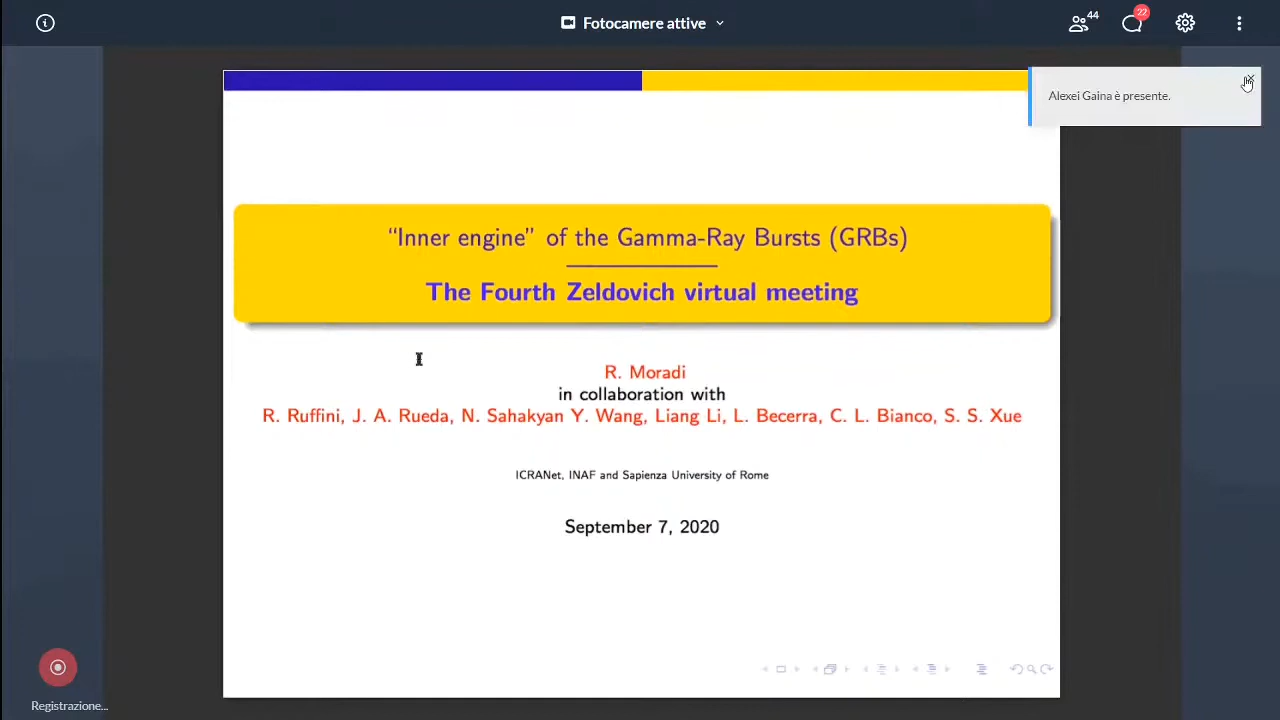 Fotocamere attive
44
22
Alexei Gaina è presente.
“Inner engine” of the Gamma-Ray Bursts (GRBs)
The Fourth Zeldovich virtual meeting
R. Moradi
in collaboration with
R. Ruffini, J. A. Rueda, N. Sahakyan Y. Wang, Liang Li, L. Becerra, C. L. Bianco, S. S. Xue
ICRANet, INAF and Sapienza University of Rome
September 7, 2020
Registrazione...